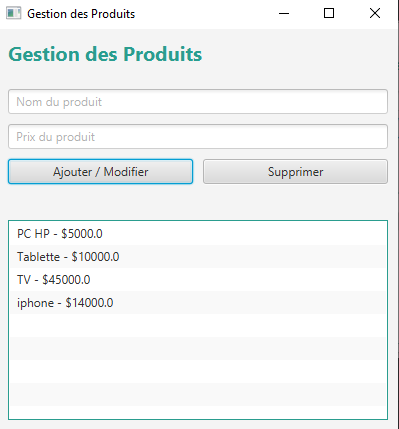 Gestion des Produits
Gestion des Produits
Nom du produit
Prix du produit
Ajouter / Modifier
Supprimer
PC HP - $5000.0
Tablette - $10000.0
TV - $45000.0
iphone - $14000.0